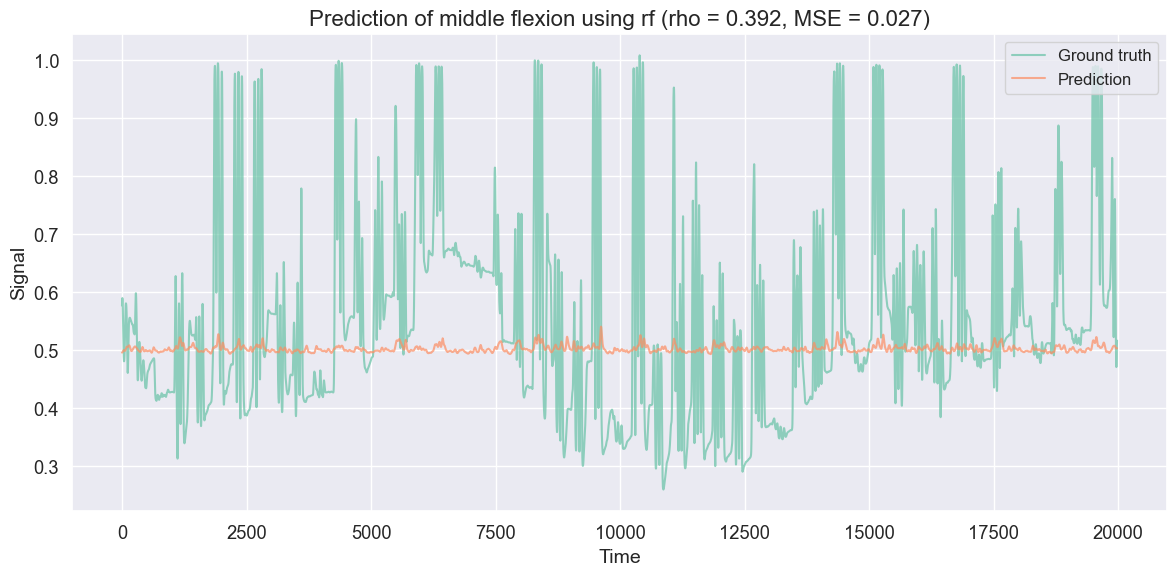 Prediction of middle flexion using rf (rho = 0.392, MSE = 0.027)
Ground truth
Prediction
Signal
1.0
0.9
0.8
0.7
0.6
0.5
0.4
0.3
0 2500 5000 7500 10000 12500 15000 17500 20000
Time